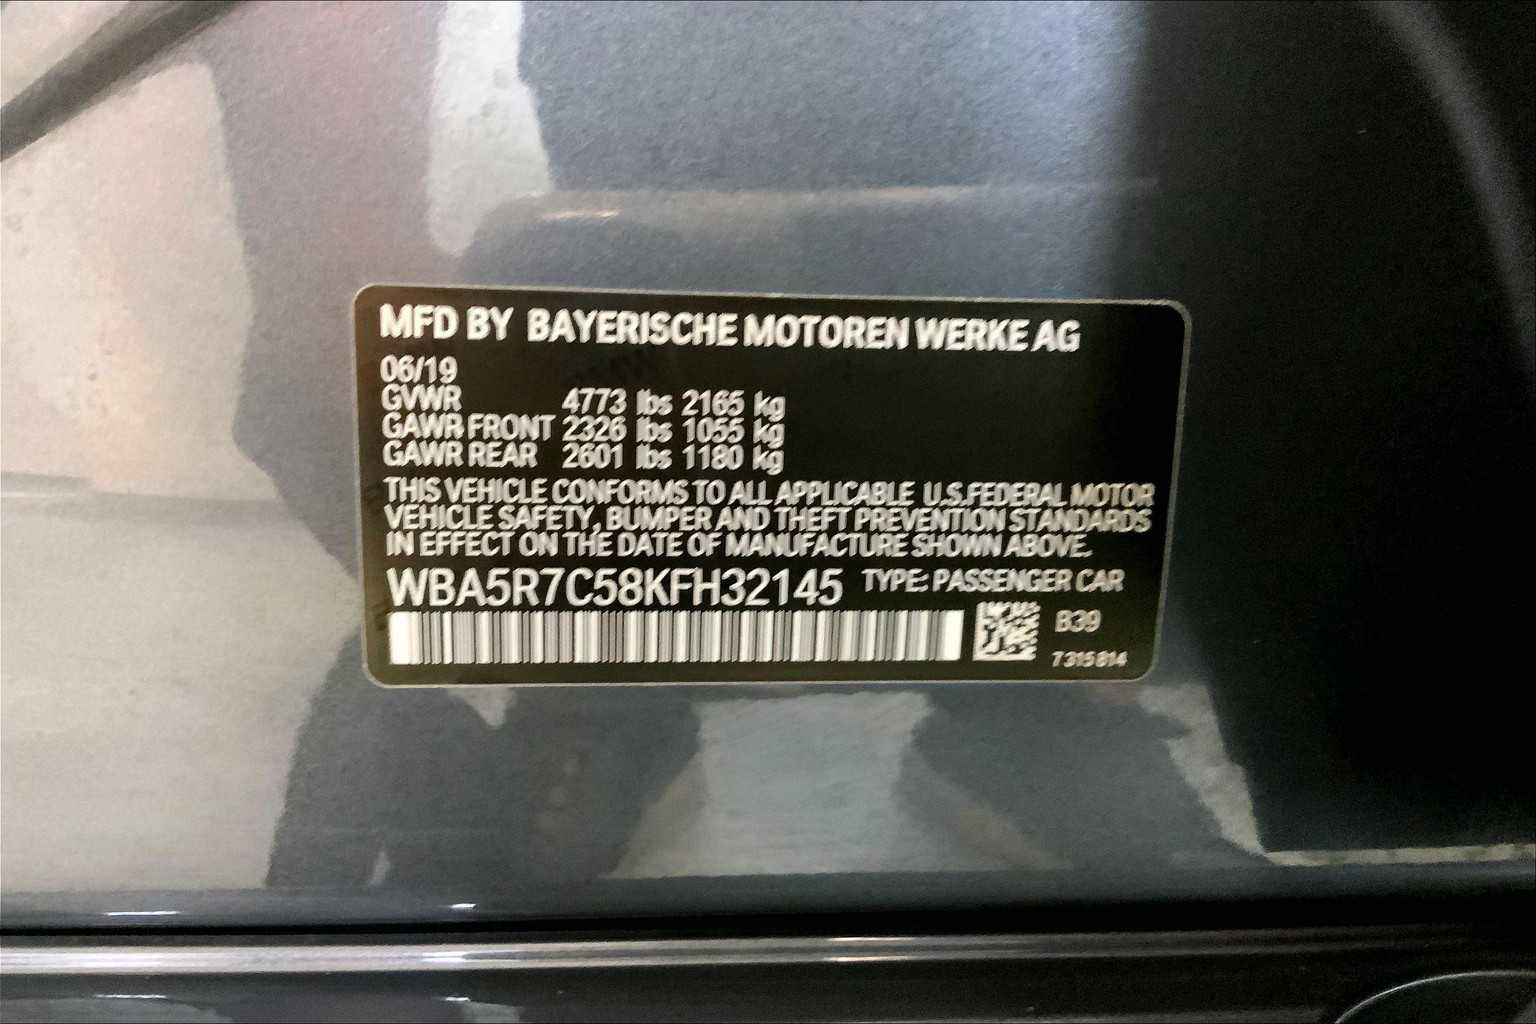 MFD BY BAYERISCHE MOTOREN WERKE AG
06/19
GVWR 4773 lbs 2165 kg
GAWR FRONT 2326 lbs 1055 kg
GAWR REAR 2601 lbs 1180 kg
THIS VEHICLE CONFORMS TO ALL APPLICABLE U.S.FEDERAL MOTOR
VEHICLE SAFETY, BUMPER AND THEFT PREVENTION STANDARDS
IN EFFECT ON THE DATE OF MANUFACTURE SHOWN ABOVE.
WBA5R7C58KFH32145 TYPE: PASSENGER CAR
B39
7315814